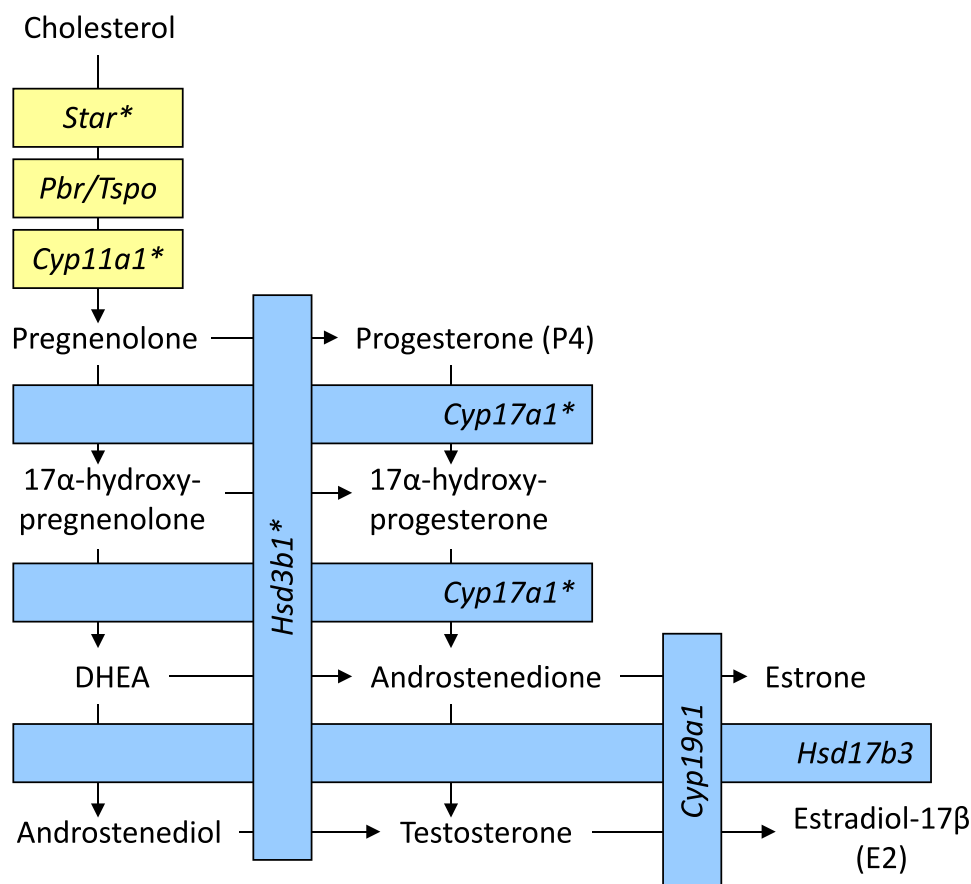 Cholesterol
Star*
Pbr/Tspo
Cyp11a1*
Pregnenolone
Progesterone (P4)
Cyp17a1*
17α-hydroxy-
pregnenolone
17α-hydroxy-
progesterone
Hsd3b1*
Cyp17a1*
DHEA
Androstenedione
Estrone
Cyp19a1
Hsd17b3
Androstenediol
Testosterone
Estradiol-17β
(E2)